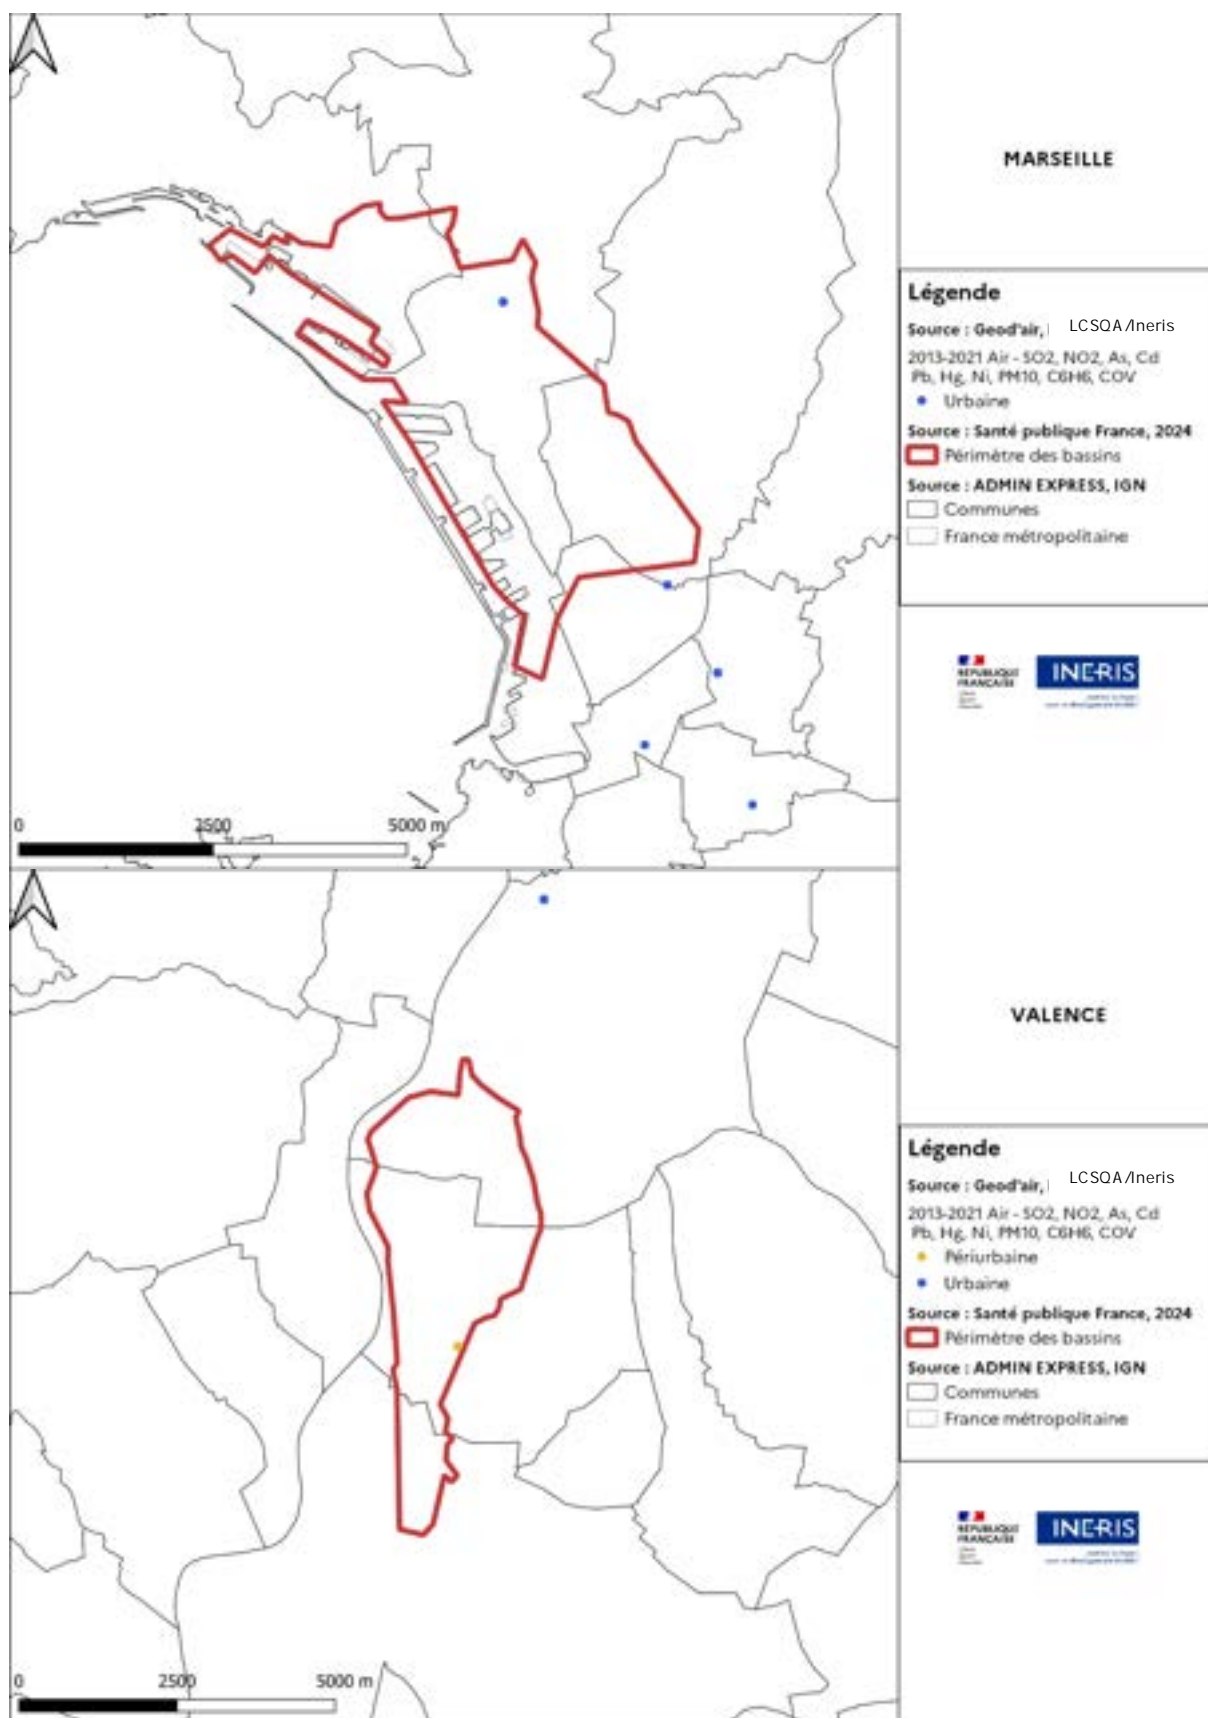 MARSEILLE
Légende
Source : Geod'air, LCSQA/Ineris
2013-2021 Air - SO2, NO2, As, Cd
Pb, Hg, Ni, PM10, C6H6, COV
Urbaine
Source : Santé publique France, 2024
Périmètre des bassins
Source : ADMIN EXPRESS, IGN
Communes
France métropolitaine
RÉPUBLIQUE
FRANÇAISE
INERIS
0 2500 5000 m
VALENCE
Légende
Source : Geod'air, LCSQA/Ineris
2013-2021 Air - SO2, NO2, As, Cd
Pb, Hg, Ni, PM10, C6H6, COV
Périurbaine
Urbaine
Source : Santé publique France, 2024
Périmètre des bassins
Source : ADMIN EXPRESS, IGN
Communes
France métropolitaine
RÉPUBLIQUE
FRANÇAISE
INERIS
0 2500 5000 m